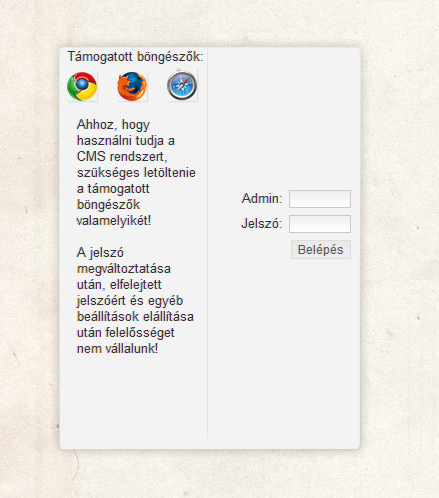 Támogatott böngészők:
Ahhoz, hogy
használni tudja a
CMS rendszert,
szükséges letöltenie
a támogatott
böngészők
valamelyikét!
A jelszó
megváltoztatása
után, elfelejtett
jelszóért és egyéb
beállítások elállítása
után felelősséget
nem vállalunk!
Admin:
Jelszó:
Belépés